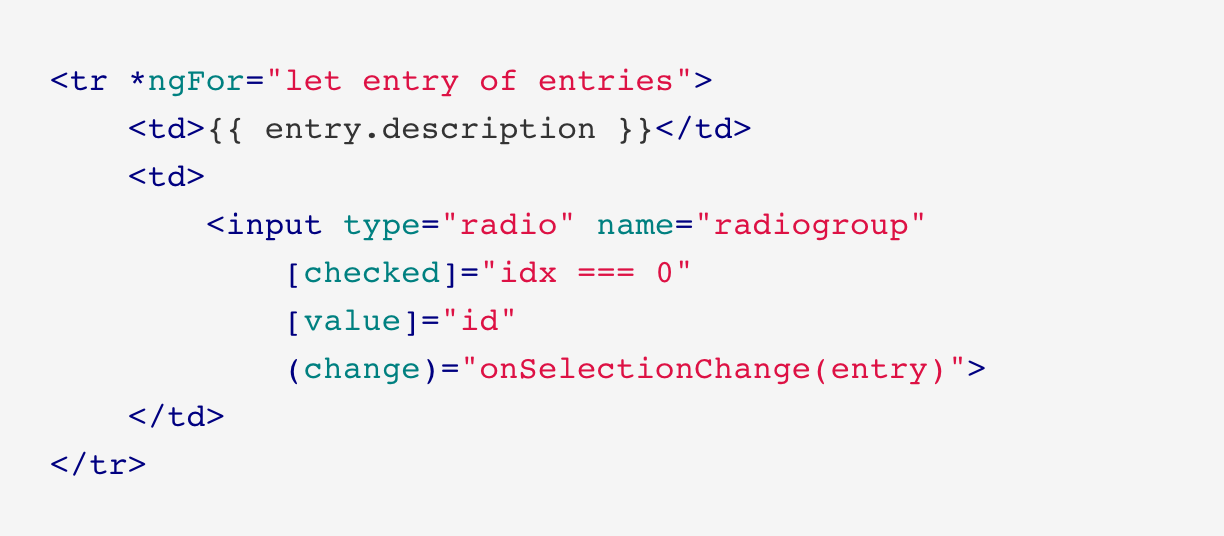 <tr *ngFor="let entry of entries">
    <td>{{ entry.description }}</td>
    <td>
        <input type="radio" name="radiogroup"
            [checked]="idx === 0"
            [value]="id"
            (change)="onSelectionChange(entry)">
    </td>
</tr>